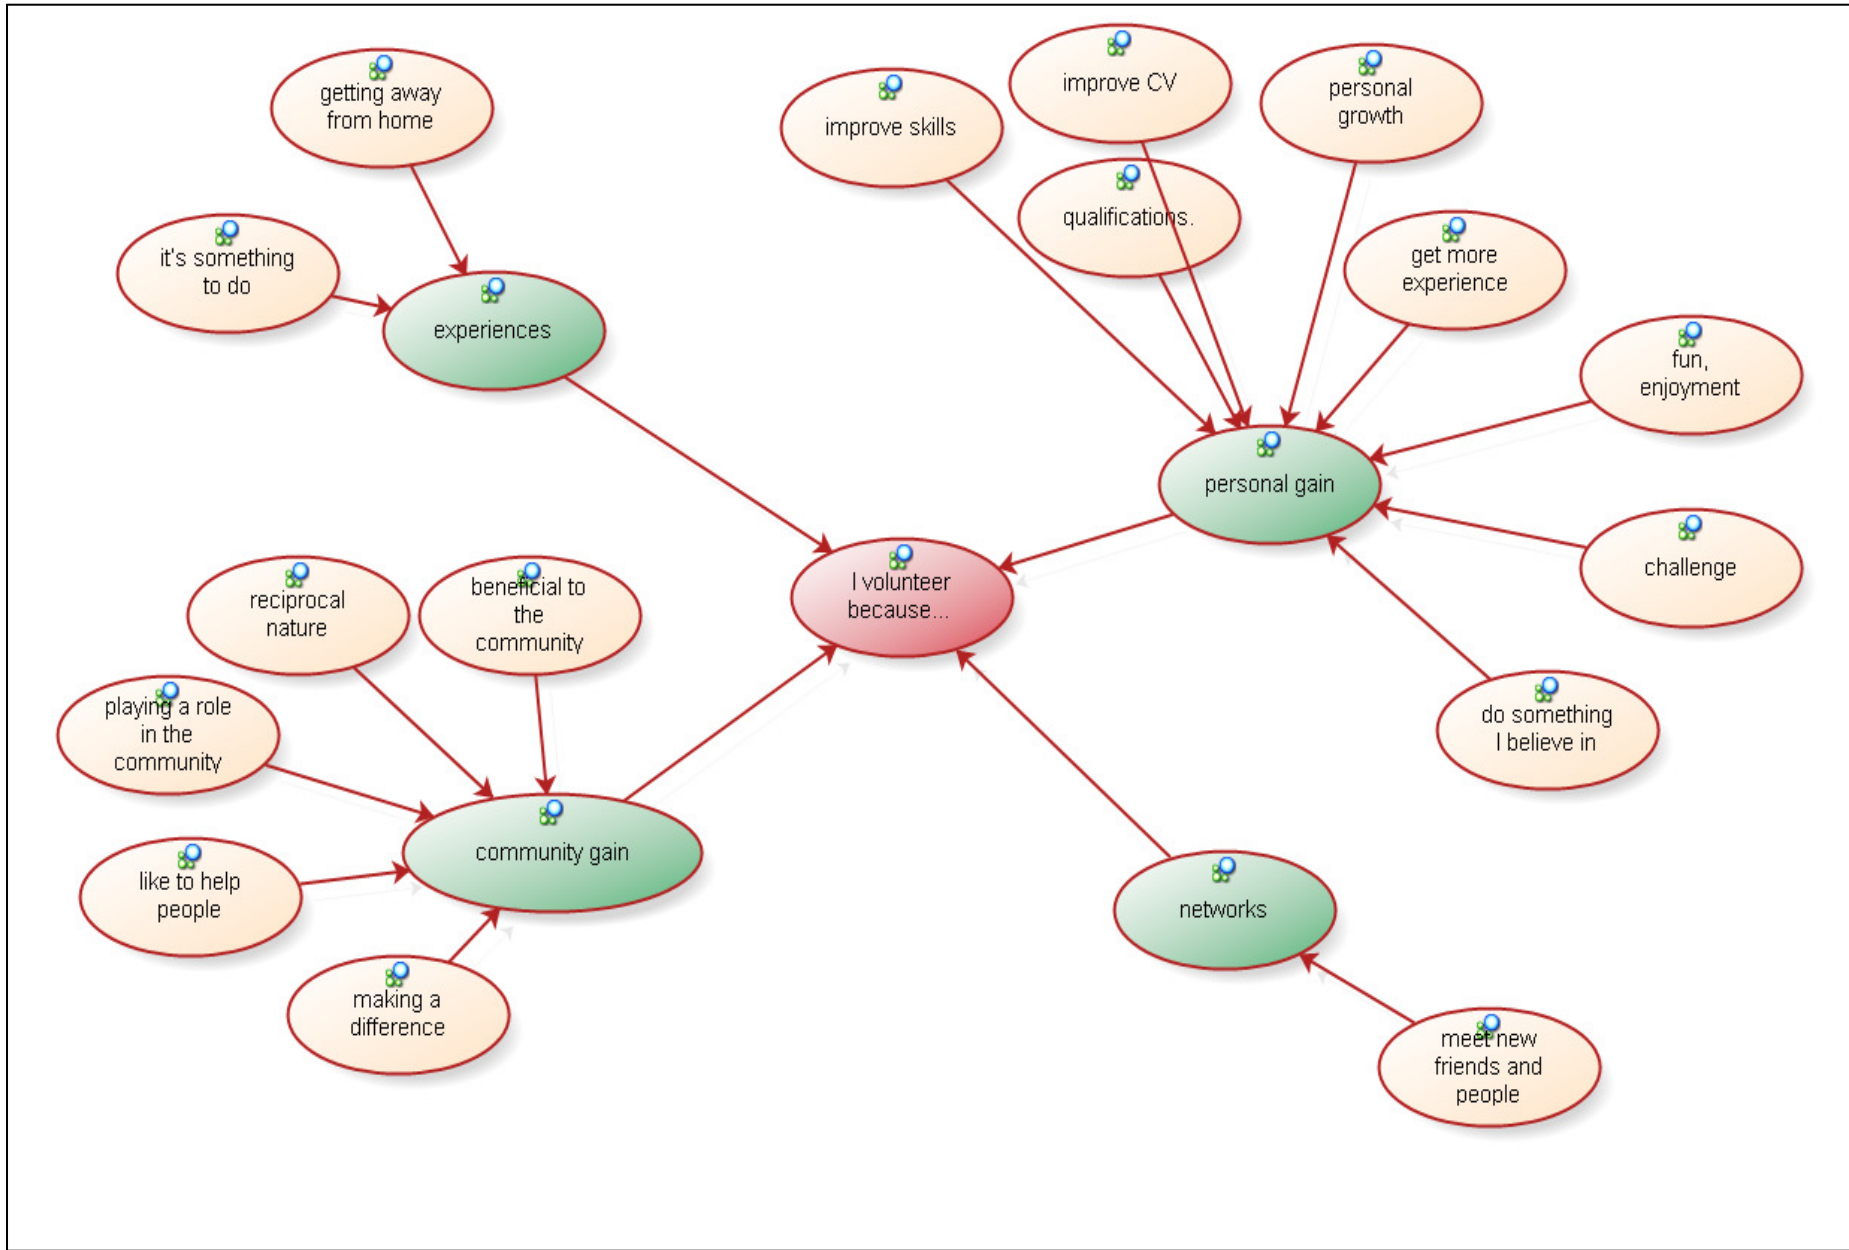 getting away
from home
it's something
to do
experiences
improve skills
improve CV
qualifications.
personal
growth
get more
experience
fun,
enjoyment
personal gain
challenge
do something
I believe in
I volunteer
because...
reciprocal
nature
beneficial to
the
community
playing a role
in the
community
community gain
like to help
people
making a
difference
networks
meet new
friends and
people